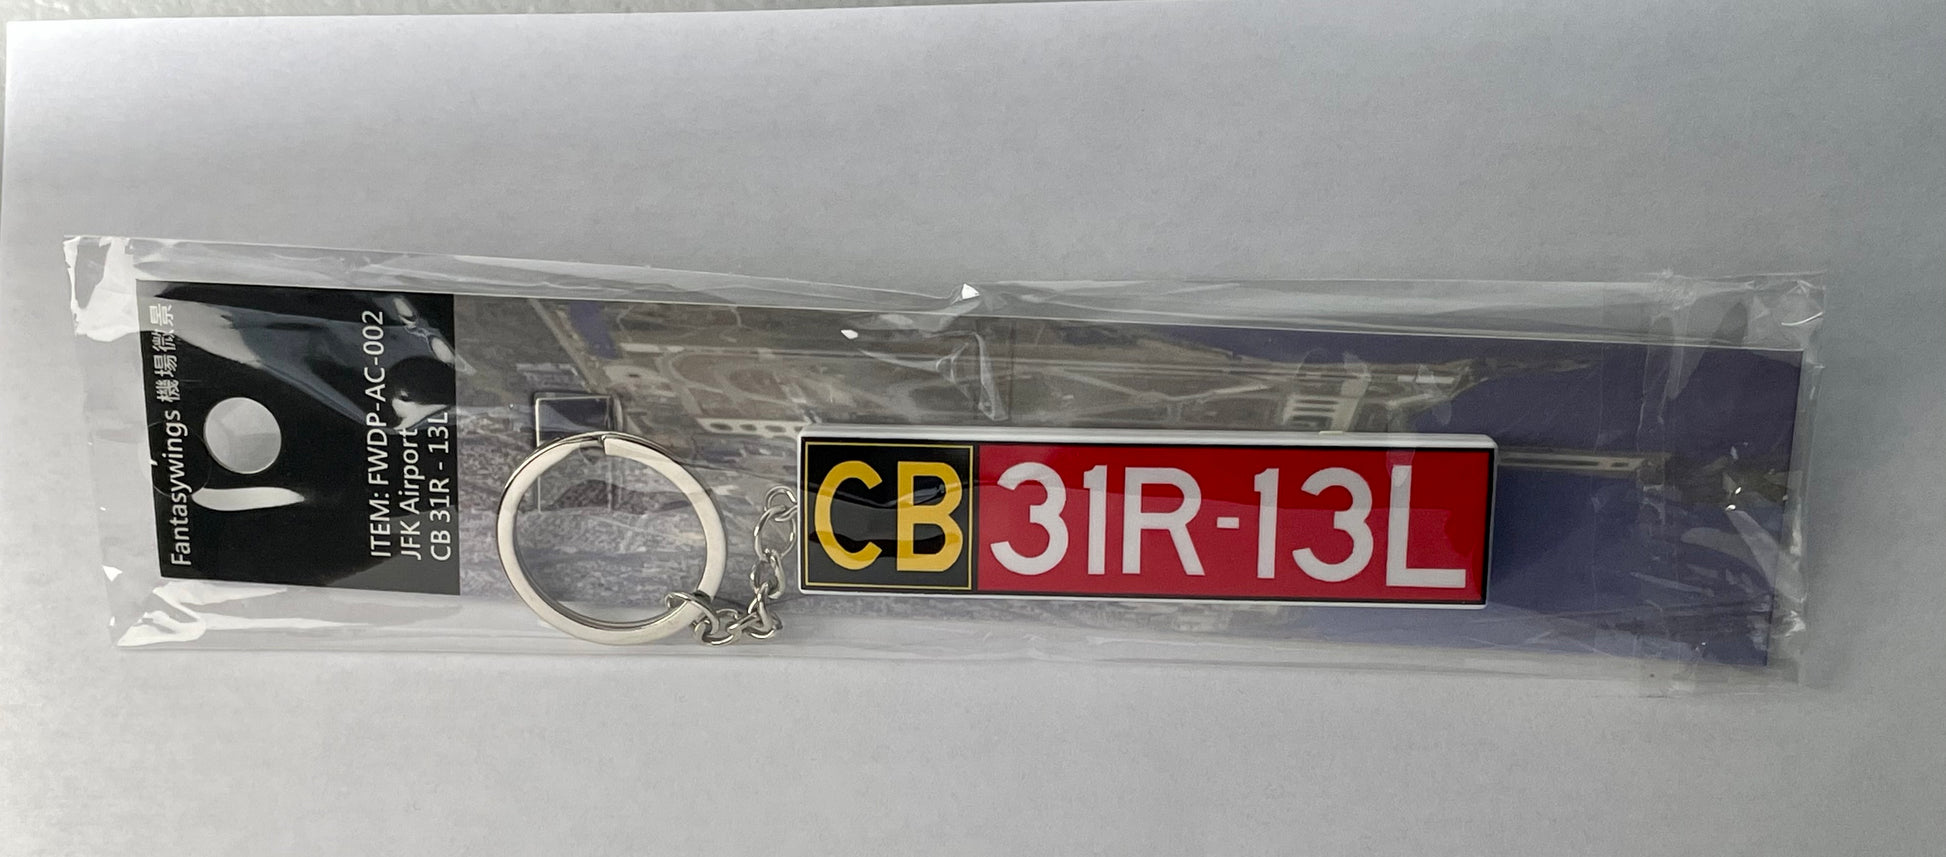 Fantasywings 機場微景
ITEM: FWDP-AC-002
JFK Airport
CB 31R - 13L
CB 31R-13L